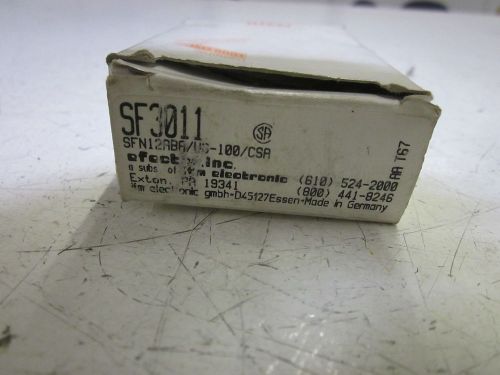 SF3011
SFN12ABA/US-100/CSA
efector inc.
a subs. of ifm electronic (610) 524-2000
Exton, PA 19341 (800) 441-8246
ifm electronic gmbh-D45127Essen-Made in Germany
AA T67